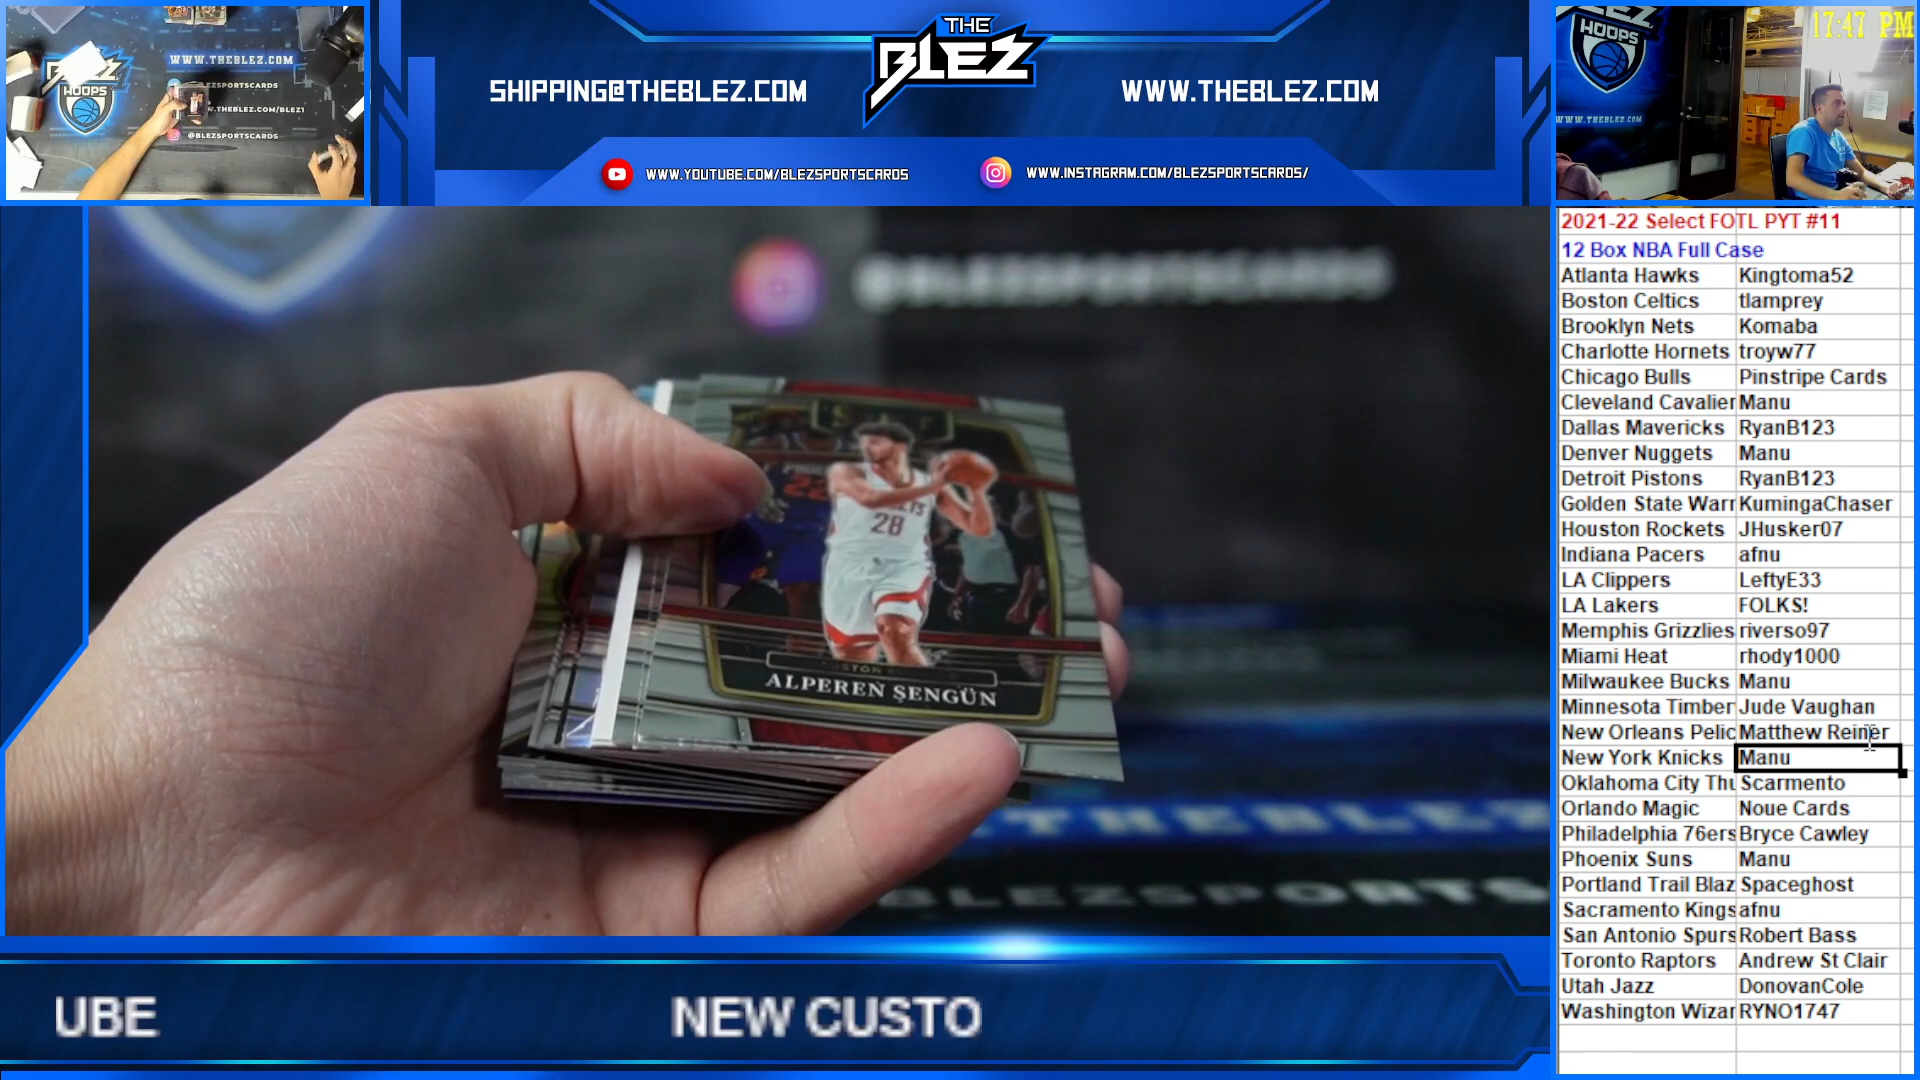 WWW.THEBLEZ.COM
HOOPS
@BLEZSPORTSCARDS
SHIPPING@THEBLEZ.COM
THE
BLEZ
WWW.THEBLEZ.COM
WWW.YOUTUBE.COM/BLEZSPORTSCARDS
WWW.INSTAGRAM.COM/BLEZSPORTSCARDS/
HOOPS
WWW.THEBLEZ.COM
17:47 PM
@BLEZSPORTSCARDS
28
ALPEREN ŞENGÜN
THEBLEZ
BLEZSPORTS
UBE
NEW CUSTO
2021-22 Select FOTL PYT #11
12 Box NBA Full Case
Atlanta Hawks Kingtoma52
Boston Celtics tlamprey
Brooklyn Nets Komaba
Charlotte Hornets troyw77
Chicago Bulls Pinstripe Cards
Cleveland Cavalier Manu
Dallas Mavericks RyanB123
Denver Nuggets Manu
Detroit Pistons RyanB123
Golden State Warr KumingaChaser
Houston Rockets JHusker07
Indiana Pacers afnu
LA Clippers LeftyE33
LA Lakers FOLKS!
Memphis Grizzlies riverso97
Miami Heat rhody1000
Milwaukee Bucks Manu
Minnesota Timber Jude Vaughan
New Orleans Pelic Matthew Reiner
New York Knicks Manu
Oklahoma City Thu Scarmento
Orlando Magic Noue Cards
Philadelphia 76ers Bryce Cawley
Phoenix Suns Manu
Portland Trail Blaz Spaceghost
Sacramento Kings afnu
San Antonio Spurs Robert Bass
Toronto Raptors Andrew St Clair
Utah Jazz DonovanCole
Washington Wizar RYNO1747